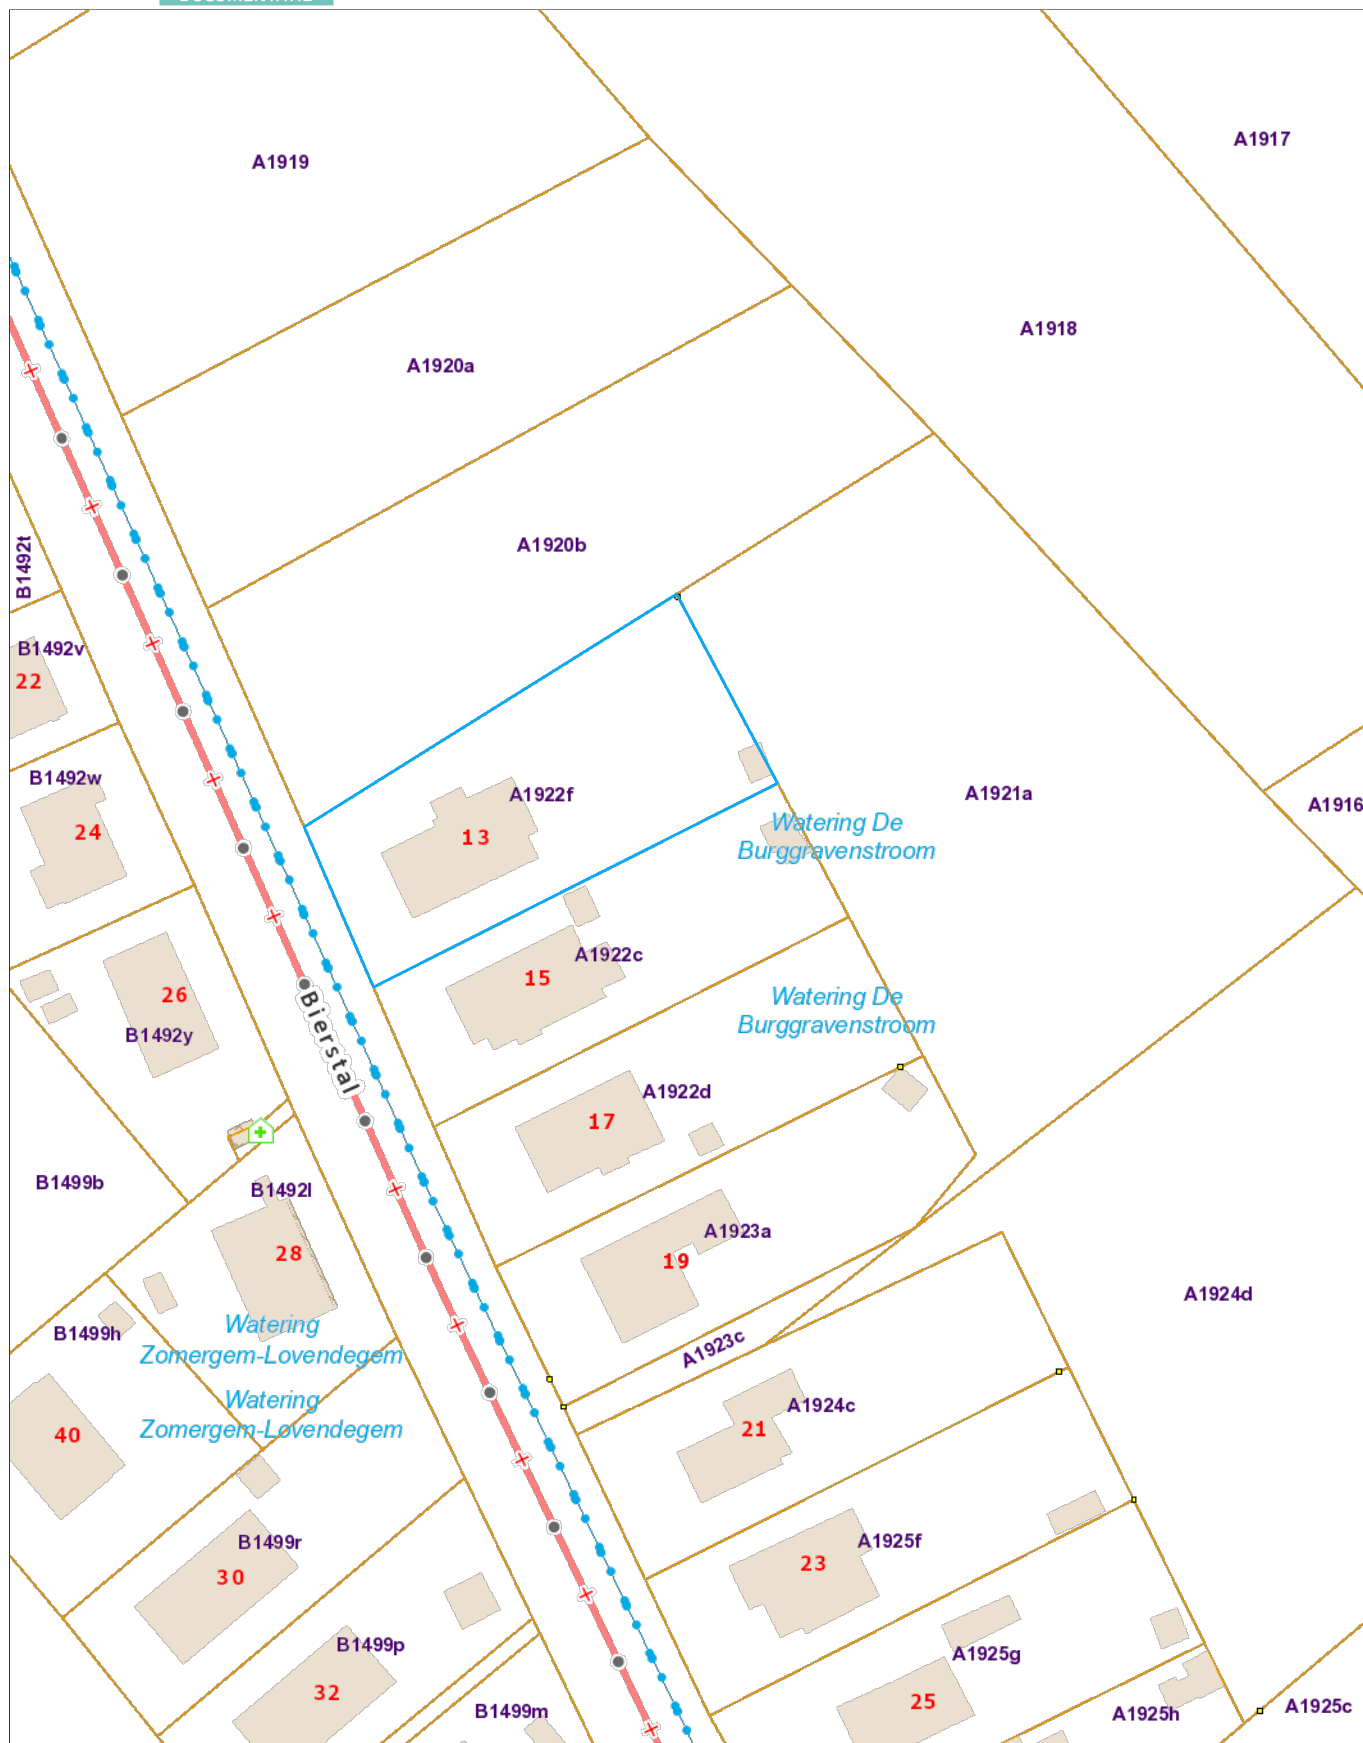 A1917
A1919
A1918
A1920a
A1920b
B1492t
B1492v
22
B1492w
24
A1922f
13
A1921a
A1916
Watering De
Burggravenstroom
A1922c
15
26
B1492y
Watering De
Burggravenstroom
Bierstal
A1922d
17
B1499b
B1492l
28
A1923a
19
A1924d
B1499h
Watering
Zomergem-Lovendegem
A1923c
Watering
Zomergem-Lovendegem
A1924c
21
40
B1499r
30
A1925f
23
B1499p
32
A1925g
25
B1499m
A1925h
A1925c